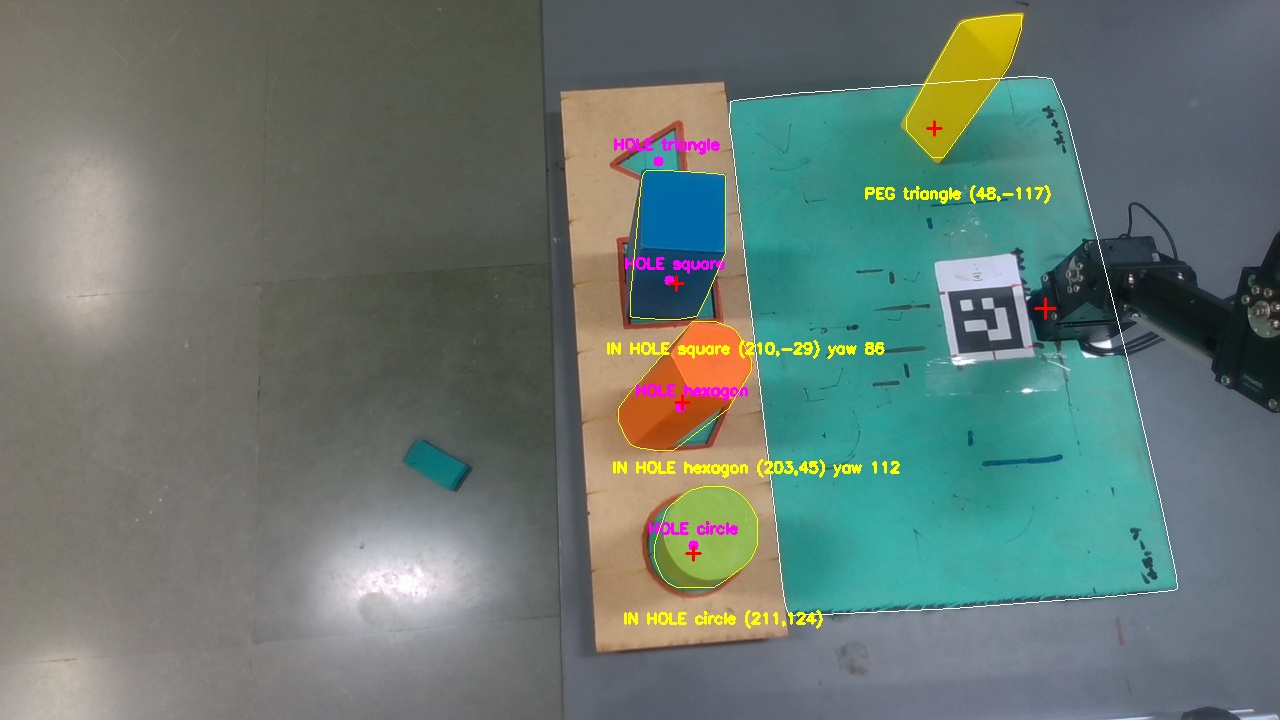 HOLE triangle
PEG triangle (48,-117)
HOLE square
IN HOLE square (210,-29) yaw 86
HOLE hexagon
IN HOLE hexagon (203,45) yaw 112
HOLE circle
IN HOLE circle (211,124)